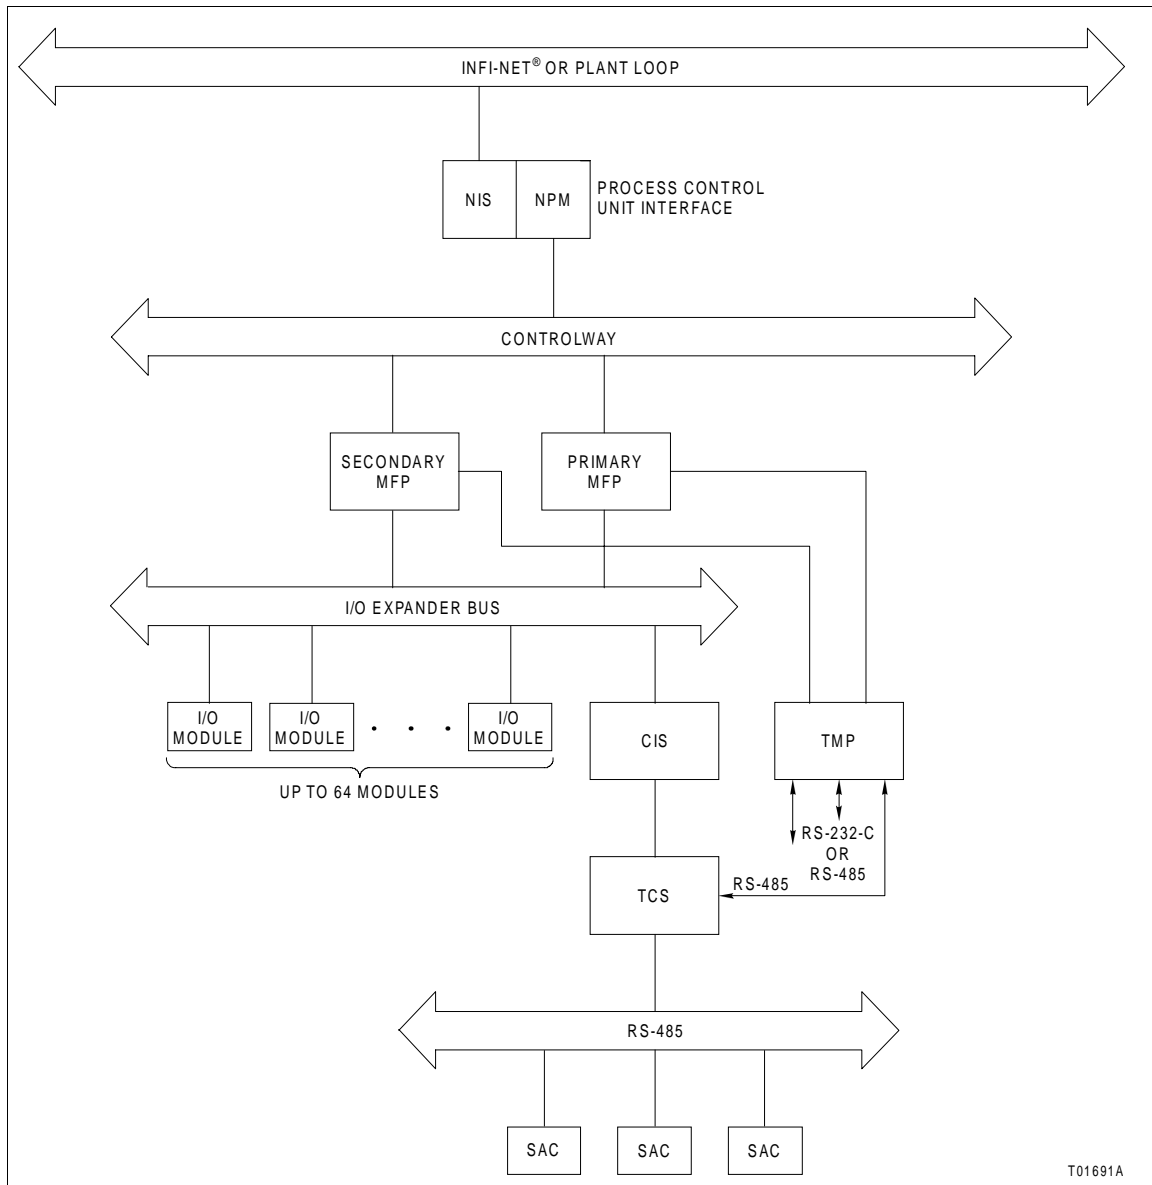 INFI-NET® OR PLANT LOOP
NIS
NPM
PROCESS CONTROL
UNIT INTERFACE
CONTROLWAY
SECONDARY
MFP
PRIMARY
MFP
I/O EXPANDER BUS
I/O
MODULE
I/O
MODULE
. . .
I/O
MODULE
CIS
TMP
UP TO 64 MODULES
RS-232-C
OR
RS-485
RS-485
TCS
RS-485
SAC
SAC
SAC
T01691A